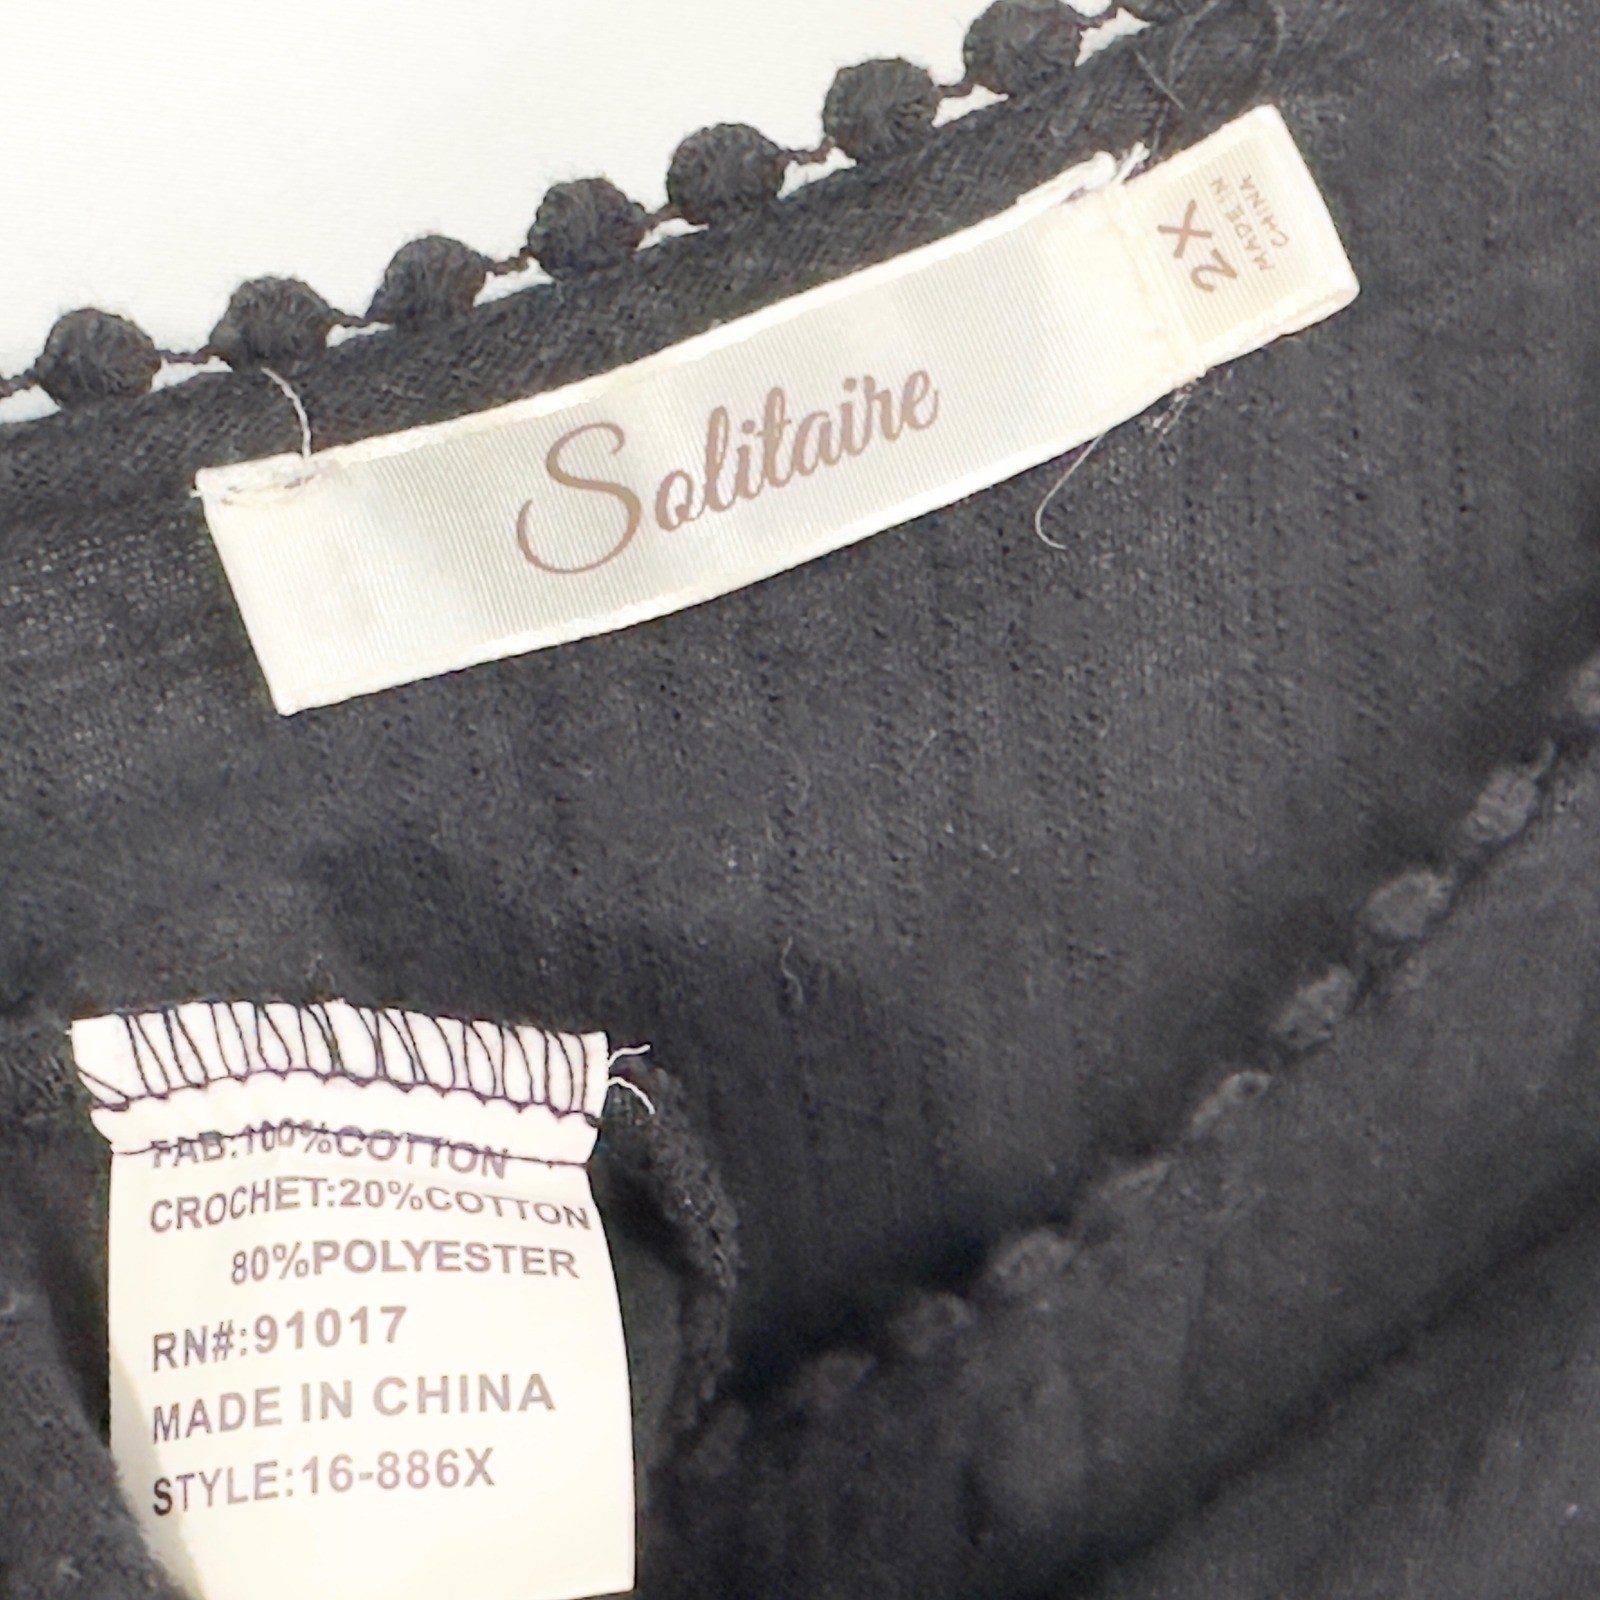 Solitaire
2X
MADE IN
CHINA
FAB:100%COTTON
CROCHET:20%COTTON
80%POLYESTER
RN#:91017
MADE IN CHINA
STYLE:16-886X